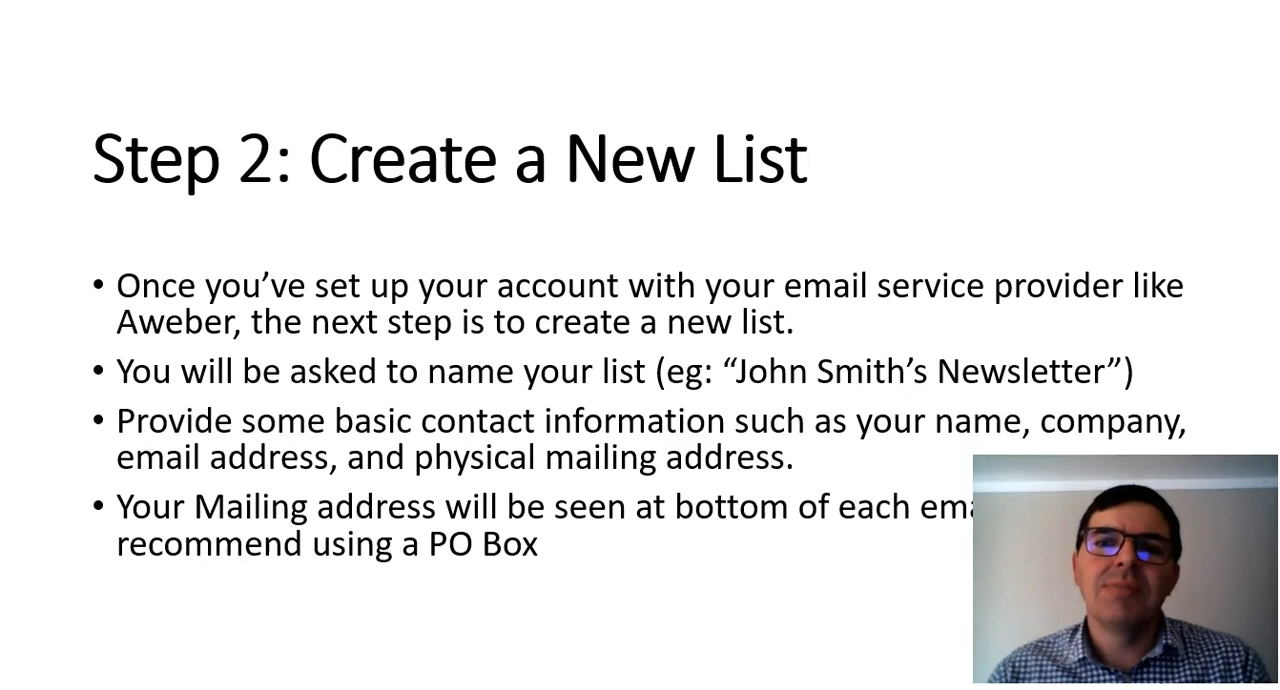 Step 2: Create a New List
• Once you’ve set up your account with your email service provider like
Aweber, the next step is to create a new list.
• You will be asked to name your list (eg: “John Smith’s Newsletter”)
• Provide some basic contact information such as your name, company,
email address, and physical mailing address.
• Your Mailing address will be seen at bottom of each
recommend using a PO Box